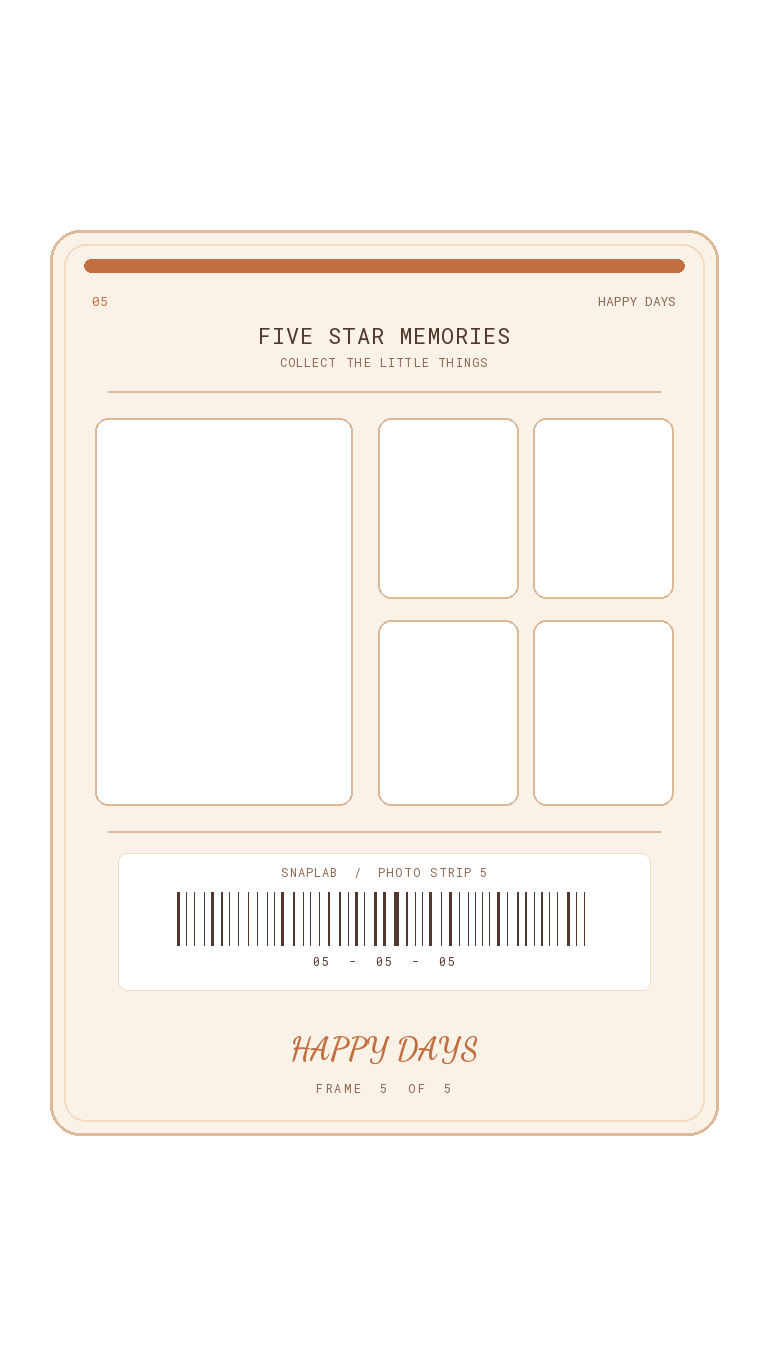 05
HAPPY DAYS
FIVE STAR MEMORIES
COLLECT THE LITTLE THINGS
SNAPLAB / PHOTO STRIP 5
05 - 05 - 05
HAPPY DAYS
FRAME 5 OF 5